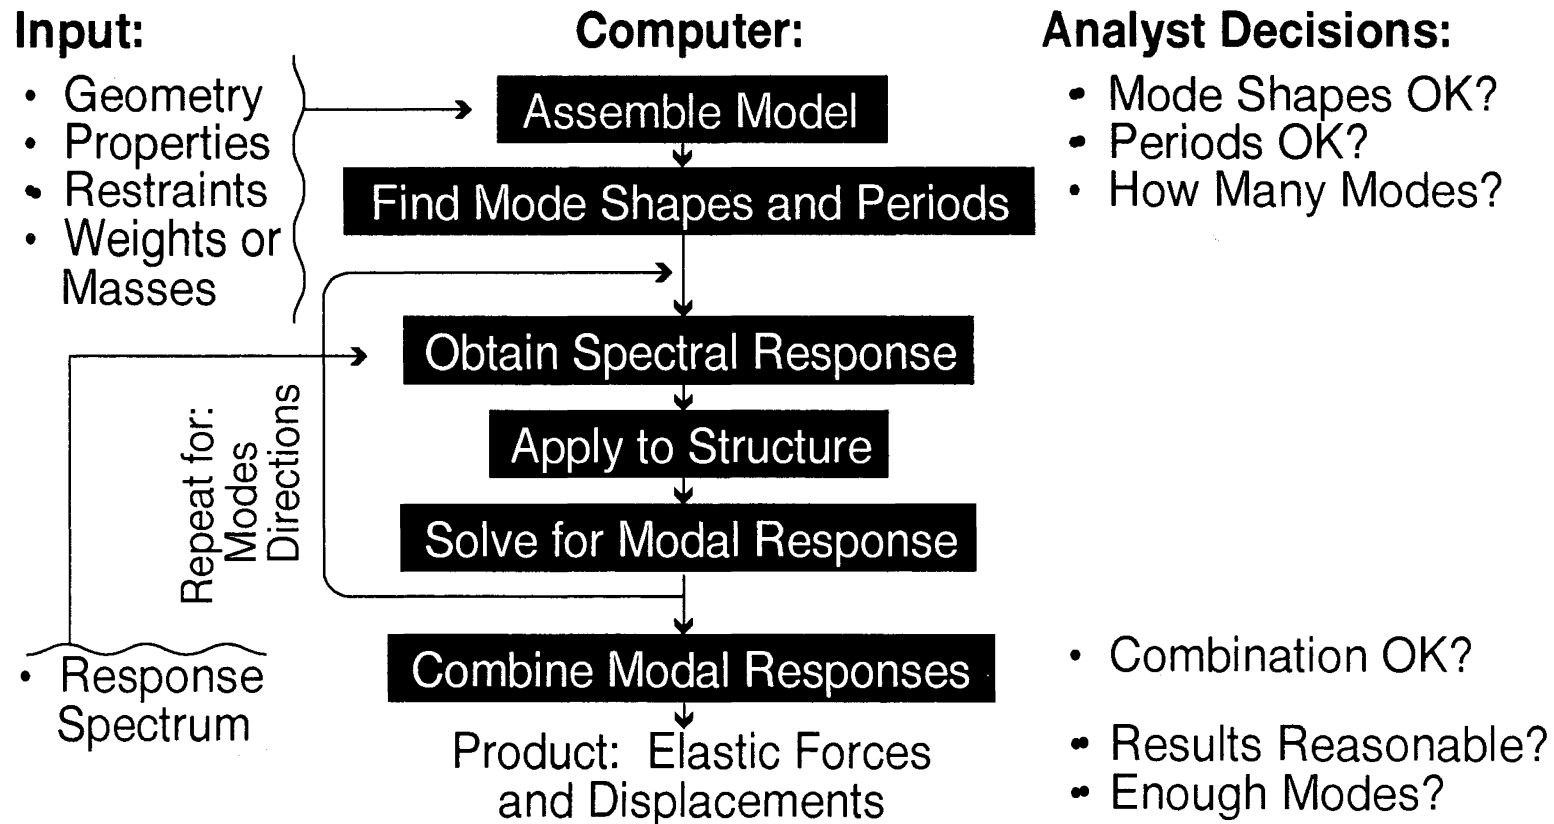 Input:
• Geometry
• Properties
• Restraints
• Weights or
Masses
Computer:
Assemble Model
Find Mode Shapes and Periods
Obtain Spectral Response
Apply to Structure
Solve for Modal Response
Combine Modal Responses
Product: Elastic Forces
and Displacements
Repeat for:
Modes
Directions
• Response
Spectrum
Analyst Decisions:
• Mode Shapes OK?
• Periods OK?
• How Many Modes?
• Combination OK?
• Results Reasonable?
• Enough Modes?